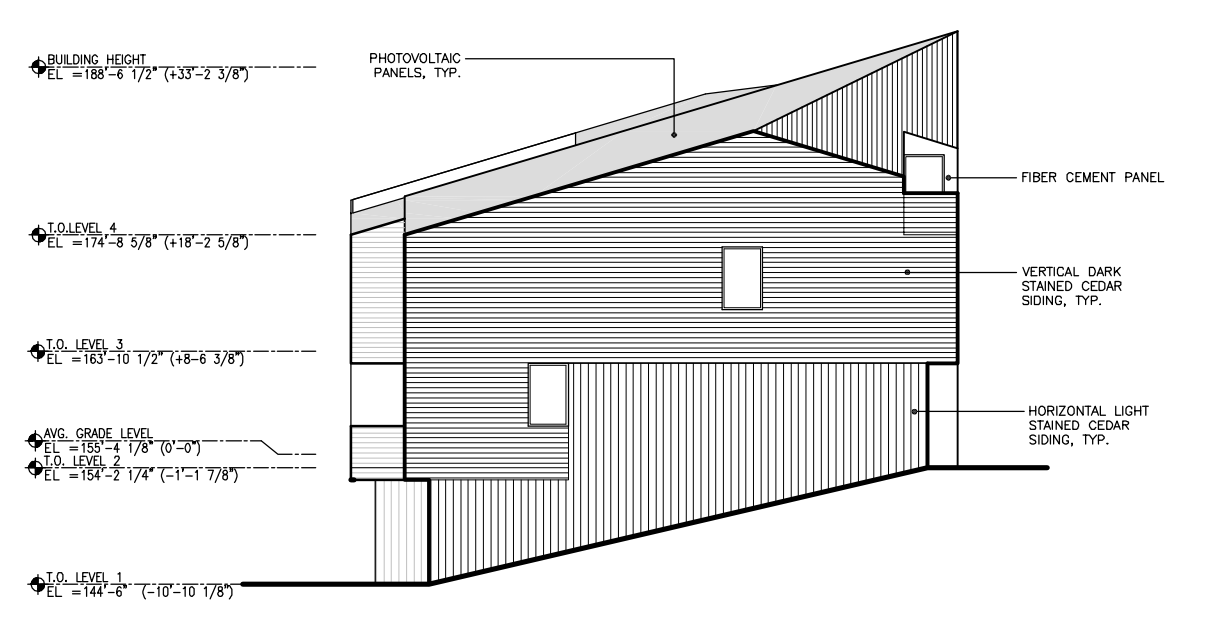 BUILDING HEIGHT
EL =188'-6 1/2" (+33'-2 3/8")
PHOTOVOLTAIC
PANELS, TYP.
FIBER CEMENT PANEL
T.O.LEVEL 4
EL =174'-8 5/8" (+18'-2 5/8")
VERTICAL DARK
STAINED CEDAR
SIDING, TYP.
T.O. LEVEL 3
EL =163'-10 1/2" (+8-6 3/8")
HORIZONTAL LIGHT
STAINED CEDAR
SIDING, TYP.
AVG. GRADE LEVEL
EL =155'-4 1/8" (0'-0")
T.O. LEVEL 2
EL =154'-2 1/4" (-1'-1 7/8")
T.O. LEVEL 1
EL =144'-6" (-10'-10 1/8")